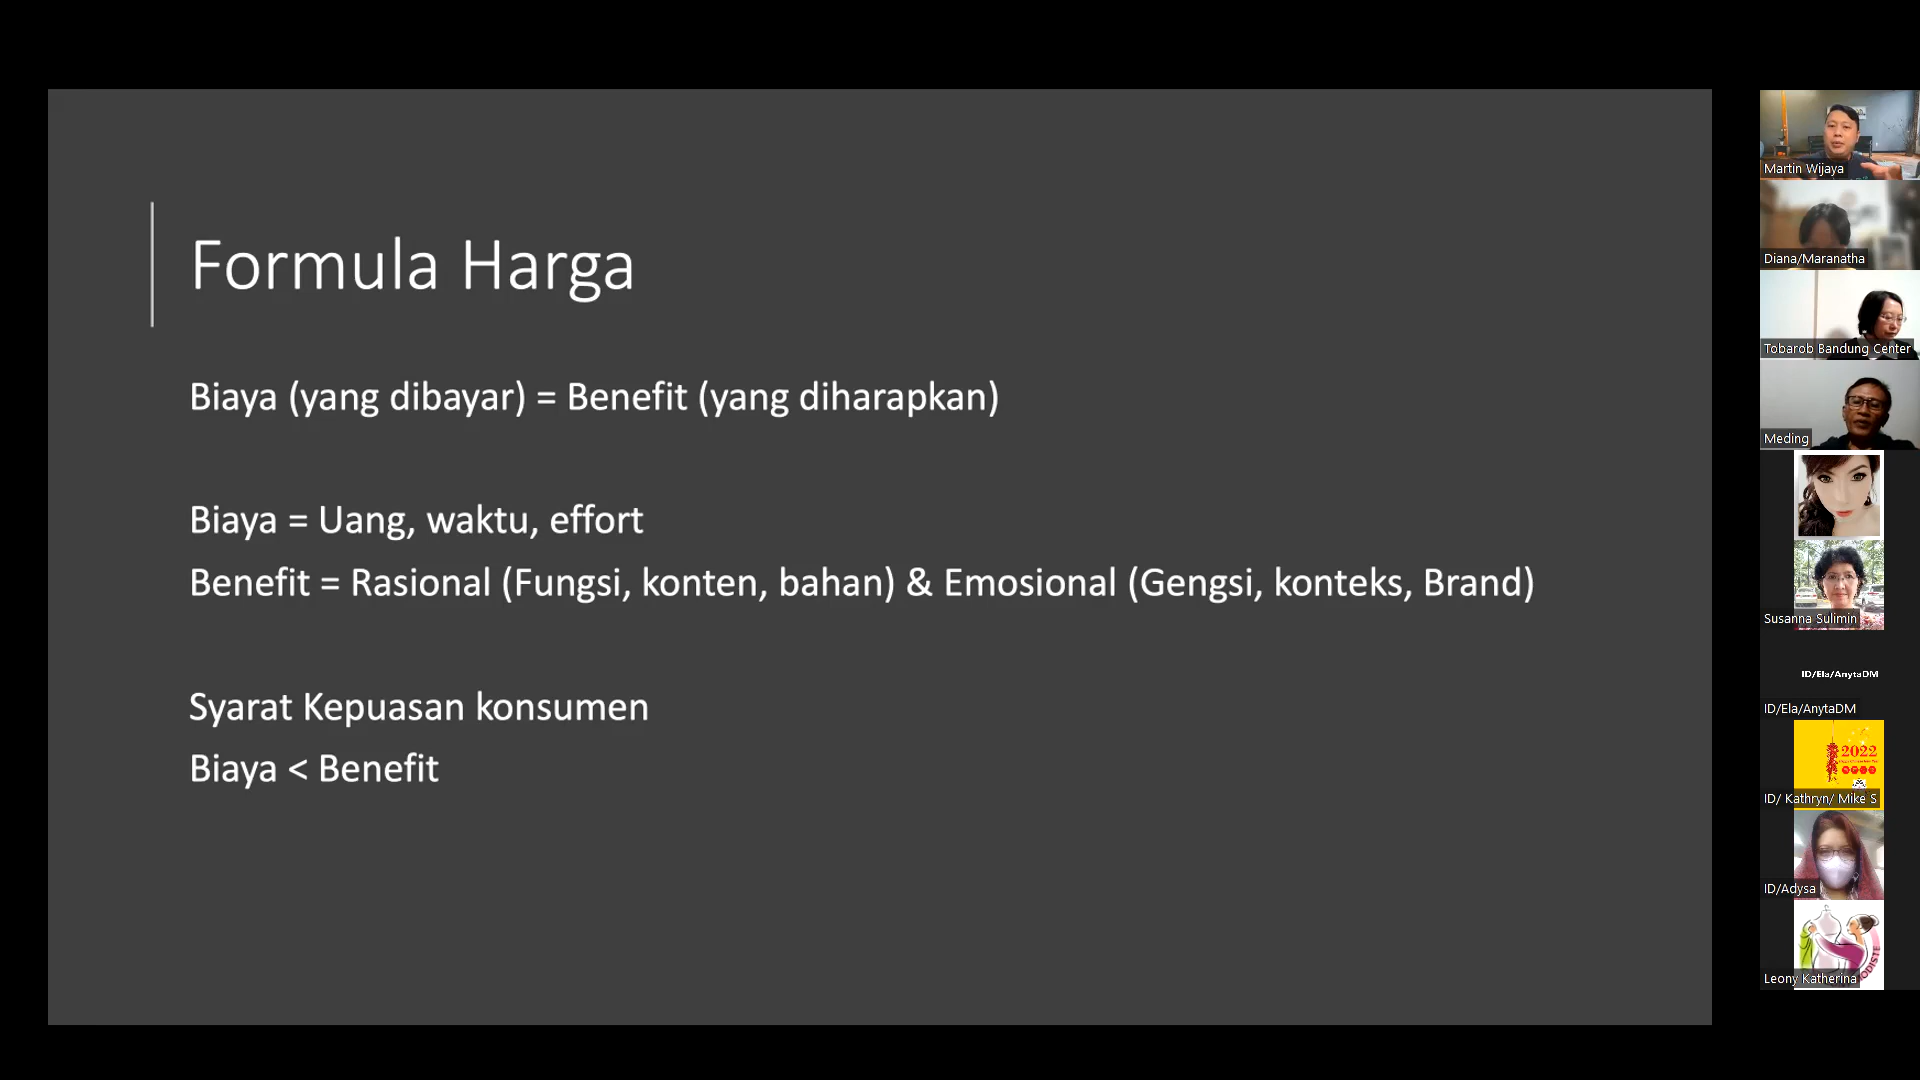 Formula Harga
Biaya (yang dibayar) = Benefit (yang diharapkan)
Biaya = Uang, waktu, effort
Benefit = Rasional (Fungsi, konten, bahan) & Emosional (Gengsi, konteks, Brand)
Syarat Kepuasan konsumen
Biaya < Benefit
Martin Wijaya
Diana/Maranatha
Tobarob Bandung Center
Meding
Susanna Sulimin
ID/Ela/AnytaDM
ID/Ela/AnytaDM
2022
ID/ Kathryn/ Mike S
ID/Adysa
Leony Katherina